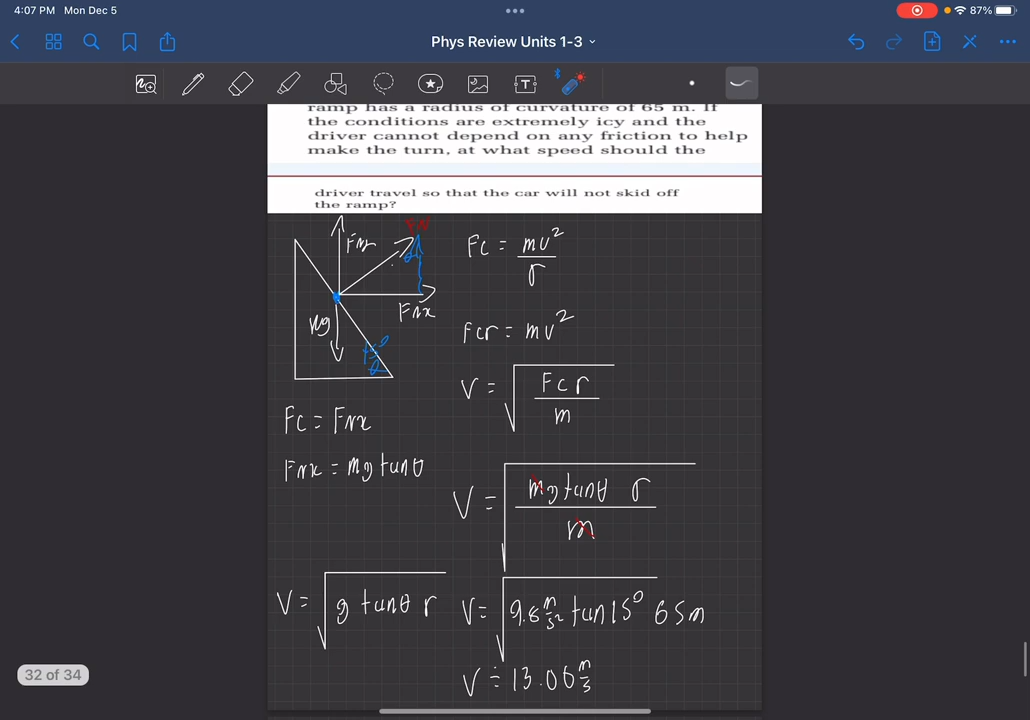 4:07 PM Mon Dec 5
87%
Phys Review Units 1-3
ramp has a radius of curvature of 65 m. If
the conditions are extremely icy and the
driver cannot depend on any friction to help
make the turn, at what speed should the
driver travel so that the car will not skid off
the ramp?
FN
Fny
Fnx
mg
15°
θ
Fc = mv²/r
Fcr = mv²
V = √(Fc r/m)
Fc = Fnx
Fnx = mg tanθ
V = √(mg tanθ r/m)
V = √(g tanθ r)
V = √(9.8 m/s² tan15° 65m)
V ≑ 13.06 m/s
32 of 34